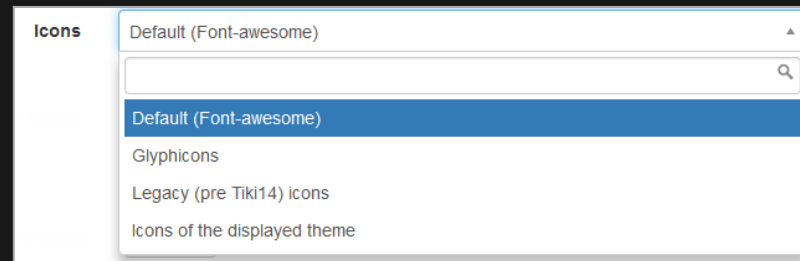 Icons
Default (Font-awesome)
Default (Font-awesome)
Glyphicons
Legacy (pre Tiki14) icons
Icons of the displayed theme